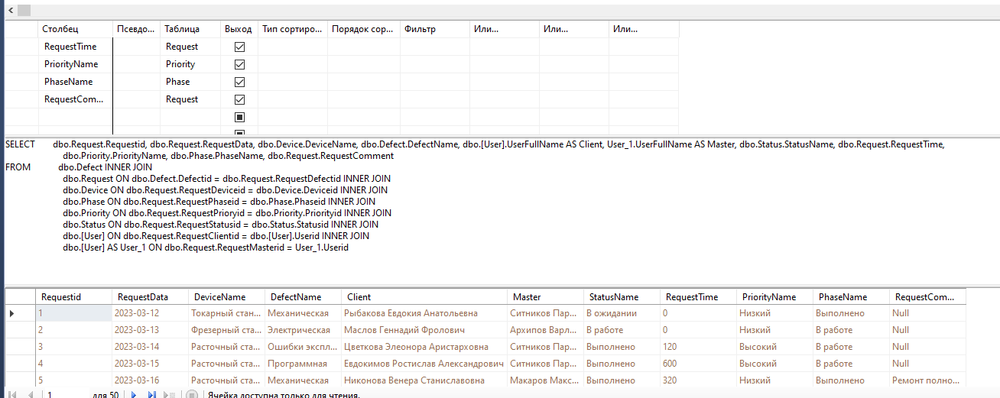 Столбец Псевдо... Таблица Выход Тип сортиро... Порядок сор... Фильтр Или... Или... Или...
RequestTime Request
PriorityName Priority
PhaseName Phase
RequestCom... Request
SELECT dbo.Request.Requestid, dbo.Request.RequestData, dbo.Device.DeviceName, dbo.Defect.DefectName, dbo.[User].UserFullName AS Client, User_1.UserFullName AS Master, dbo.Status.StatusName, dbo.Request.RequestTime,
dbo.Priority.PriorityName, dbo.Phase.PhaseName, dbo.Request.RequestComment
FROM dbo.Defect INNER JOIN
dbo.Request ON dbo.Defect.Defectid = dbo.Request.RequestDefectid INNER JOIN
dbo.Device ON dbo.Request.RequestDeviceid = dbo.Device.Deviceid INNER JOIN
dbo.Phase ON dbo.Request.RequestPhaseid = dbo.Phase.Phaseid INNER JOIN
dbo.Priority ON dbo.Request.RequestPrioryid = dbo.Priority.Priorityid INNER JOIN
dbo.Status ON dbo.Request.RequestStatusid = dbo.Status.Statusid INNER JOIN
dbo.[User] ON dbo.Request.RequestClientid = dbo.[User].Userid INNER JOIN
dbo.[User] AS User_1 ON dbo.Request.RequestMasterid = User_1.Userid
Requestid RequestData DeviceName DefectName Client Master StatusName RequestTime PriorityName PhaseName RequestCom...
1 2023-03-12 Токарный стан... Механическая Рыбакова Евдокия Анатольевна Ситников Пар... В ожидании 0 Низкий Выполнено Null
2 2023-03-13 Фрезерный ста... Электрическая Маслов Геннадий Фролович Архипов Варл... В работе 0 Низкий В работе Null
3 2023-03-14 Расточный стан... Ошибки экспл... Цветкова Элеонора Аристарховна Ситников Пар... Выполнено 120 Высокий В работе Null
4 2023-03-15 Расточный стан... Программная Евдокимов Ростислав Александрович Ситников Пар... Выполнено 600 Высокий В работе Null
5 2023-03-16 Расточный стан... Механическая Никонова Венера Станиславовна Макаров Макс... Выполнено 320 Низкий Выполнено Ремонт полно...
1 для 50 Ячейка доступна только для чтения.